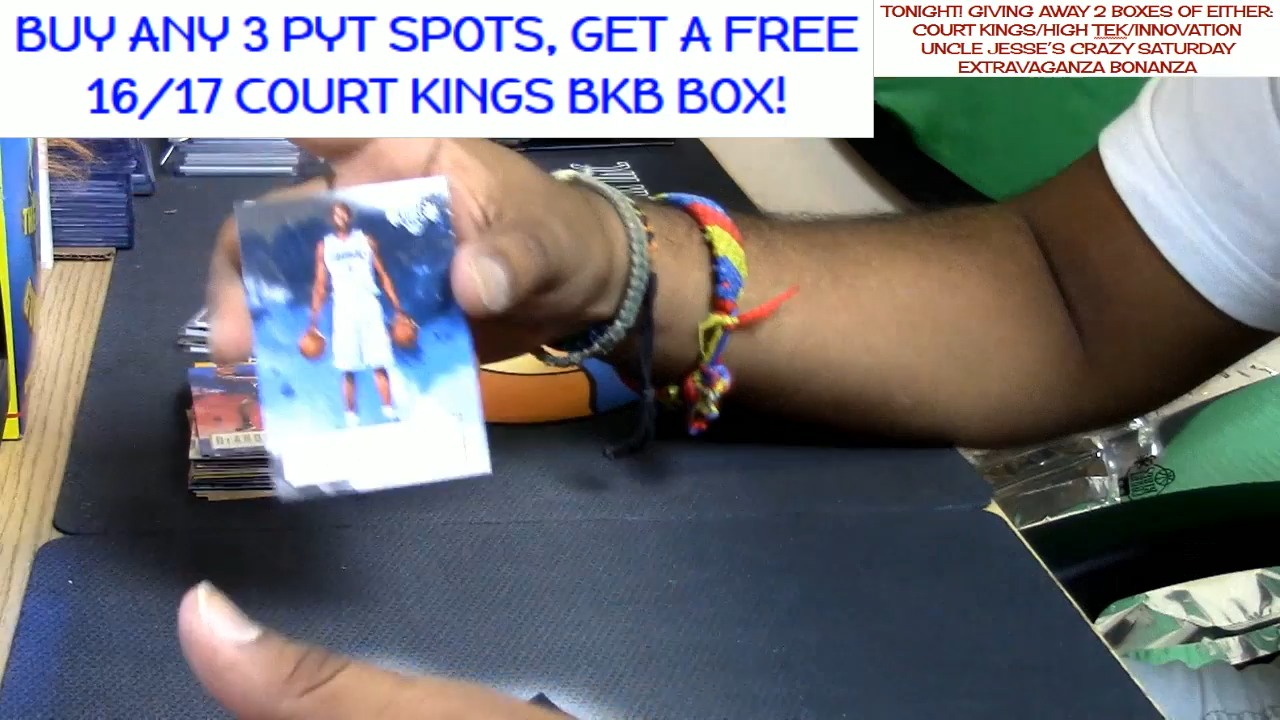 BUY ANY 3 PYT SPOTS, GET A FREE
16/17 COURT KINGS BKB BOX!
TONIGHT! GIVING AWAY 2 BOXES OF EITHER:
COURT KINGS/HIGH TEK/INNOVATION
UNCLE JESSE'S CRAZY SATURDAY
EXTRAVAGANZA BONANZA